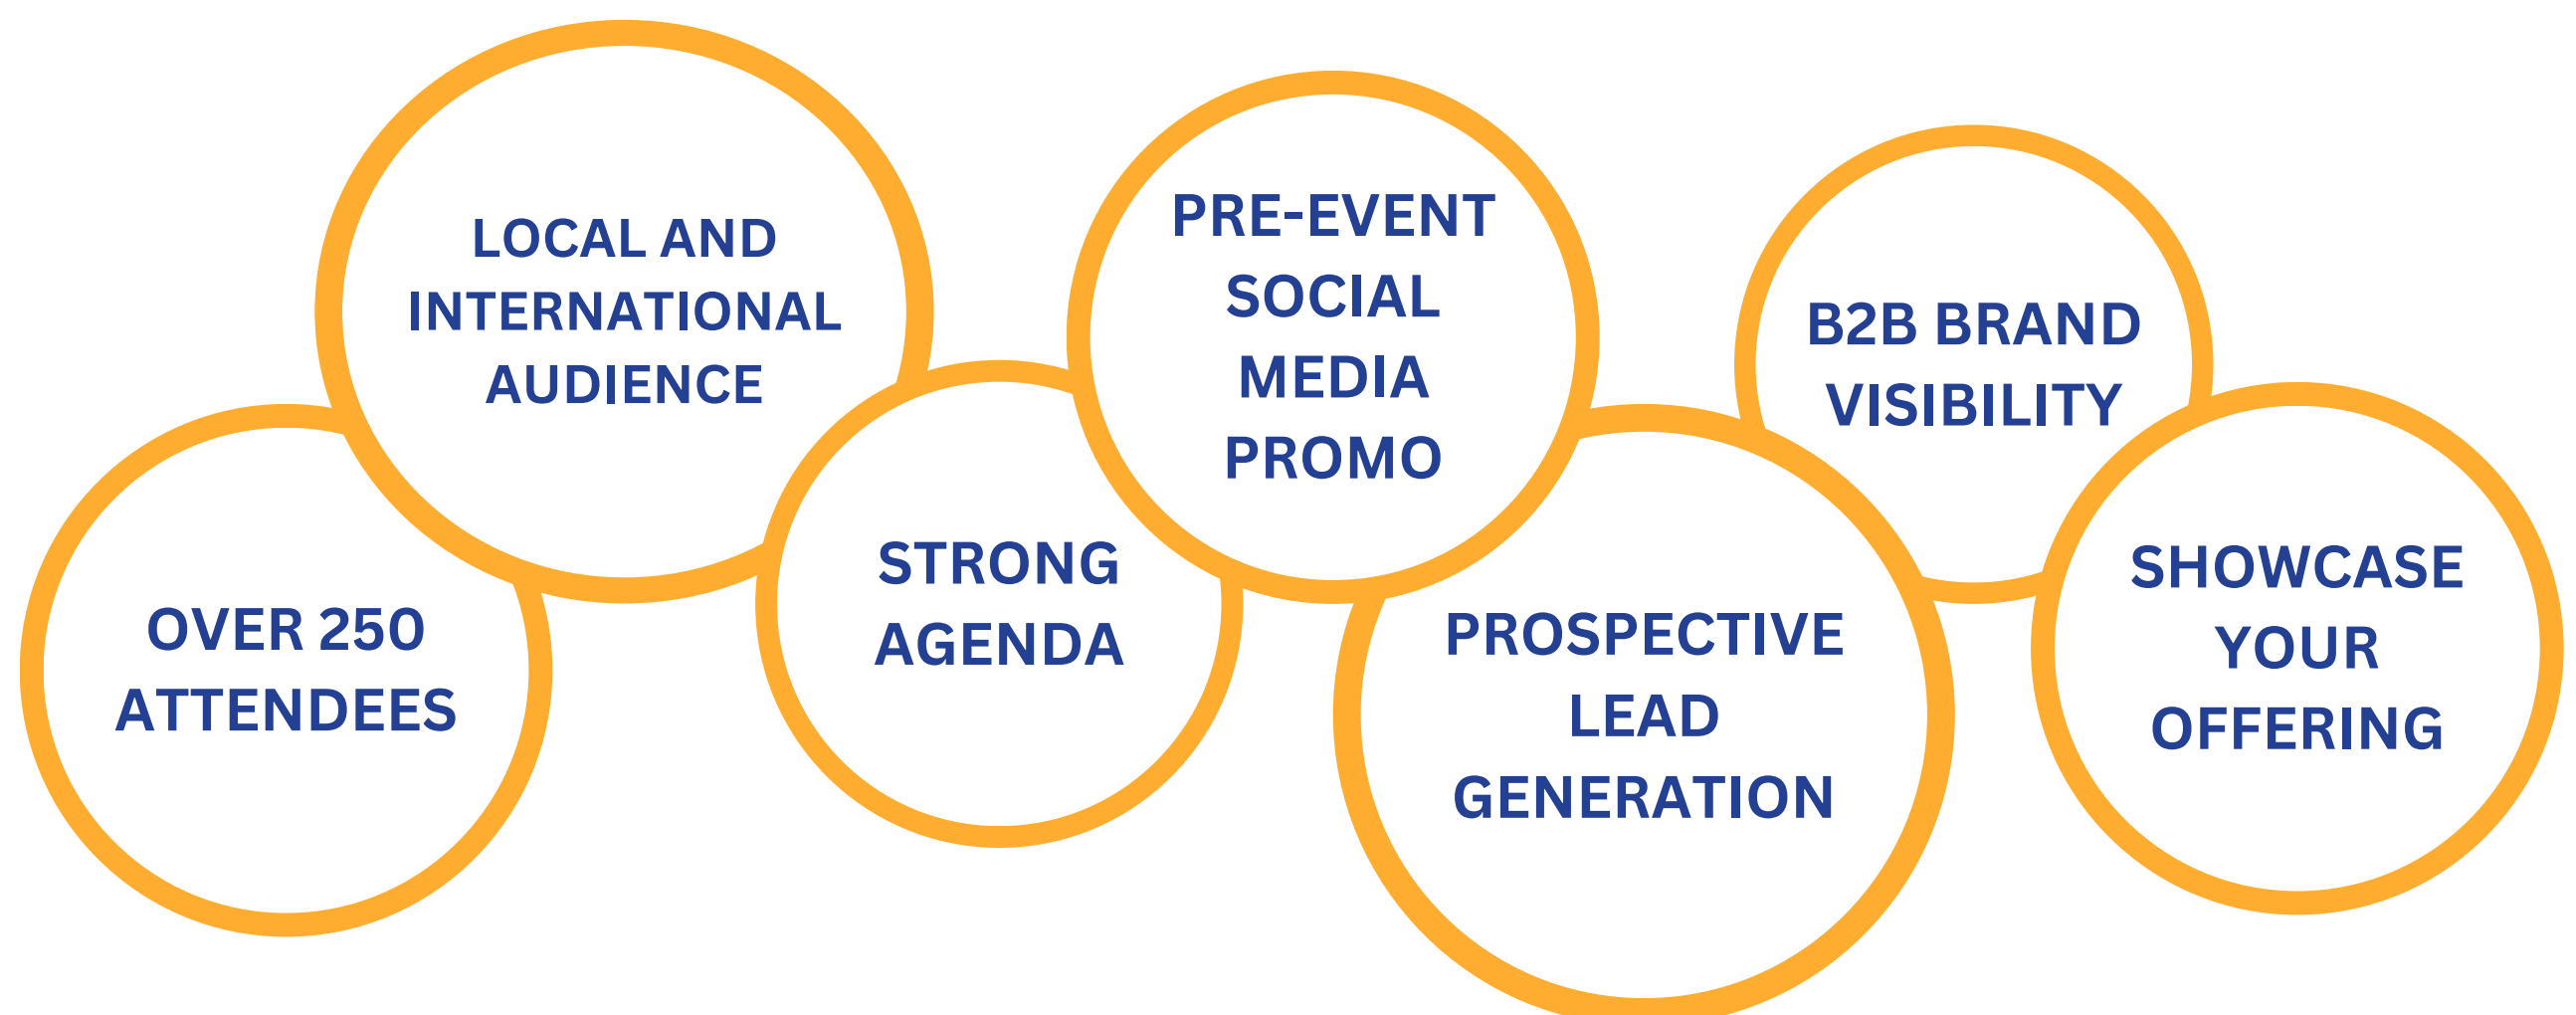 OVER 250
ATTENDEES
LOCAL AND
INTERNATIONAL
AUDIENCE
STRONG
AGENDA
PRE-EVENT
SOCIAL
MEDIA
PROMO
PROSPECTIVE
LEAD
GENERATION
B2B BRAND
VISIBILITY
SHOWCASE
YOUR
OFFERING